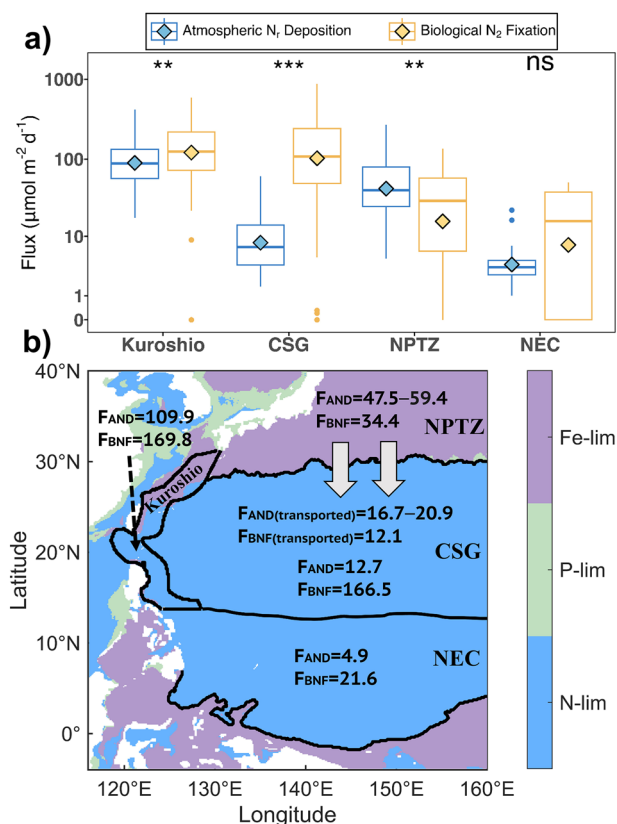 a)
Atmospheric Nr Deposition
Biological N2 Fixation
** *** ** ns
1000
100
10
1
0
Flux (μmol m-2 d-1)
Kuroshio CSG NPTZ NEC
b)
40°N
30°N
20°N
10°N
0°
Latitude
FAND=109.9
FBNF=169.8
FAND=47.5–59.4
FBNF=34.4
NPTZ
Kuroshio
FAND(transported)=16.7–20.9
FBNF(transported)=12.1
CSG
FAND=12.7
FBNF=166.5
FAND=4.9
FBNF=21.6
NEC
120°E 130°E 140°E 150°E 160°E
Longitude
Fe-lim
P-lim
N-lim